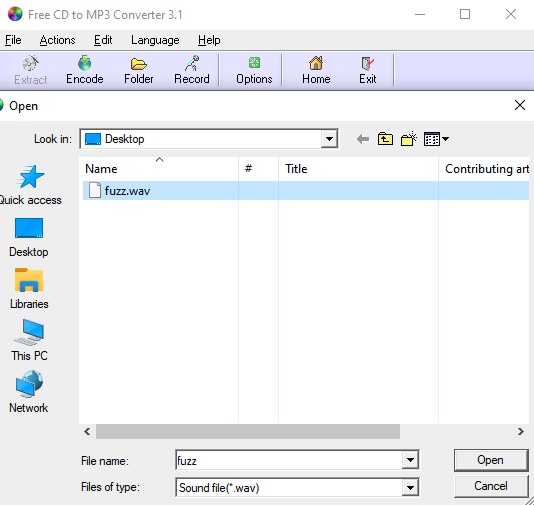 Free CD to MP3 Converter 3.1
File Actions Edit Language Help
Extract Encode Folder Record Options Home Exit
Open
Look in: Desktop
Name # Title Contributing art
fuzz.wav
Quick access
Desktop
Libraries
This PC
Network
File name: fuzz Open
Files of type: Sound file(*.wav) Cancel